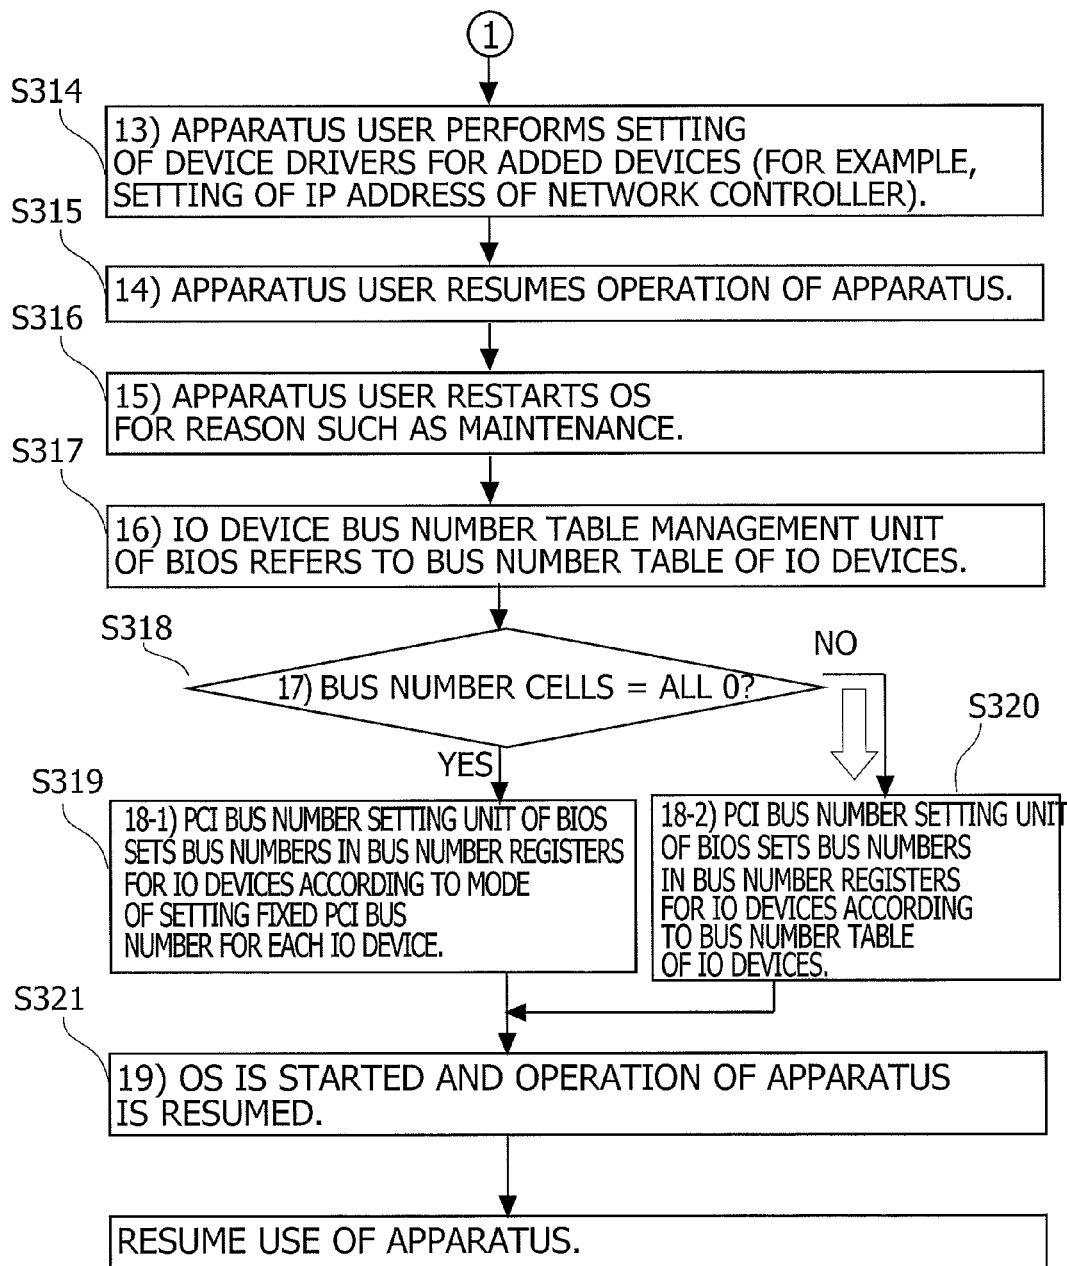 1
S314
13) APPARATUS USER PERFORMS SETTING
OF DEVICE DRIVERS FOR ADDED DEVICES (FOR EXAMPLE,
SETTING OF IP ADDRESS OF NETWORK CONTROLLER).
S315
14) APPARATUS USER RESUMES OPERATION OF APPARATUS.
S316
15) APPARATUS USER RESTARTS OS
FOR REASON SUCH AS MAINTENANCE.
S317
16) IO DEVICE BUS NUMBER TABLE MANAGEMENT UNIT
OF BIOS REFERS TO BUS NUMBER TABLE OF IO DEVICES.
S318
17) BUS NUMBER CELLS = ALL 0?
NO
YES
S319
18-1) PCI BUS NUMBER SETTING UNIT OF BIOS
SETS BUS NUMBERS IN BUS NUMBER REGISTERS
FOR IO DEVICES ACCORDING TO MODE
OF SETTING FIXED PCI BUS
NUMBER FOR EACH IO DEVICE.
S320
18-2) PCI BUS NUMBER SETTING UNIT
OF BIOS SETS BUS NUMBERS
IN BUS NUMBER REGISTERS
FOR IO DEVICES ACCORDING
TO BUS NUMBER TABLE
OF IO DEVICES.
S321
19) OS IS STARTED AND OPERATION OF APPARATUS
IS RESUMED.
RESUME USE OF APPARATUS.